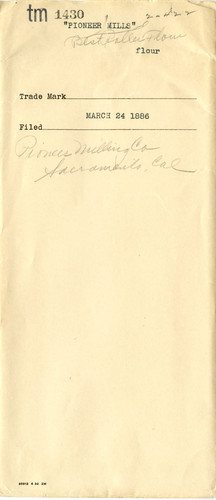 tm 1430
"PIONEER MILLS"
flour
Trade Mark
MARCH 24 1886
Filed
Pioneer Milling Co
Sacramento, Cal